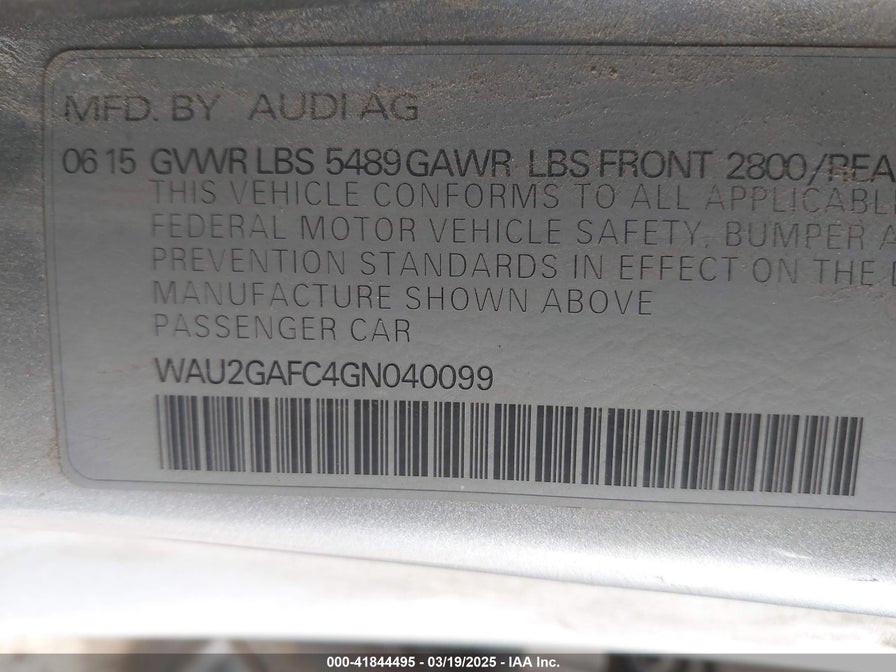 MFD. BY AUDI AG
06 15 GVWR LBS 5489 GAWR LBS FRONT 2800/REA
THIS VEHICLE CONFORMS TO ALL APPLICABL
FEDERAL MOTOR VEHICLE SAFETY, BUMPER A
PREVENTION STANDARDS IN EFFECT ON THE D
MANUFACTURE SHOWN ABOVE
PASSENGER CAR
WAU2GAFC4GN040099
000-41844495 - 03/19/2025 - IAA Inc.